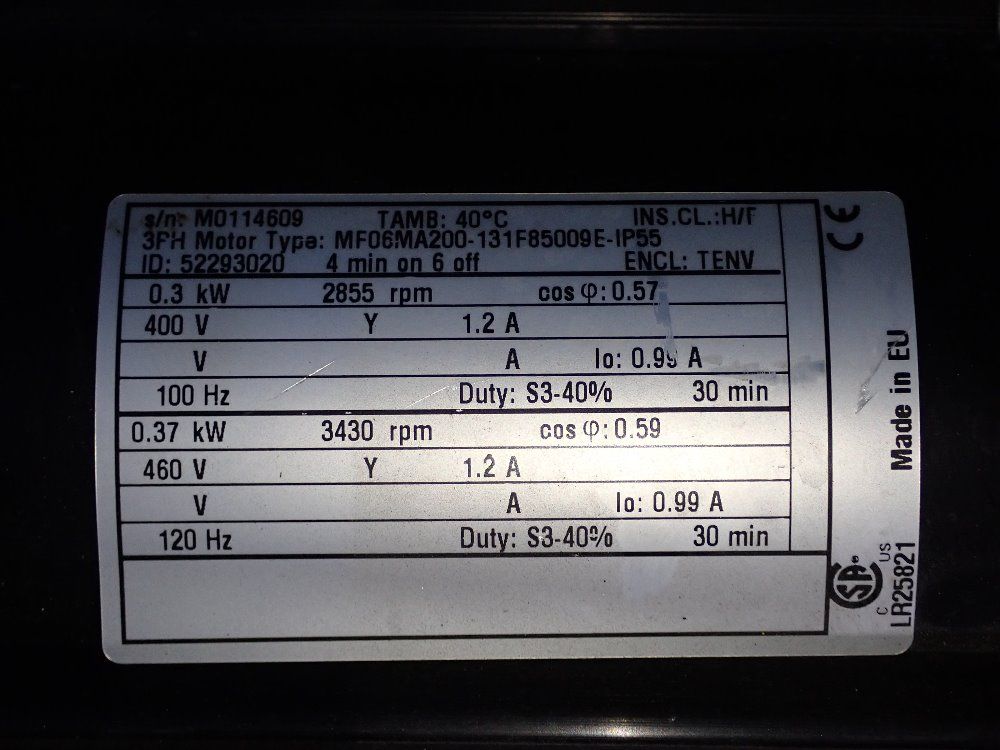 s/n: M0114609 TAMB: 40°C INS.CL.:H/F
3PH Motor Type: MF06MA200-131F85009E-IP55
ID: 52293020 4 min on 6 off ENCL: TENV
0.3 kW 2855 rpm cos φ: 0.57
400 V Y 1.2 A
V A Io: 0.99 A
100 Hz Duty: S3-40% 30 min
0.37 kW 3430 rpm cos φ: 0.59
460 V Y 1.2 A
V A Io: 0.99 A
120 Hz Duty: S3-40% 30 min
CE
Made in EU
C SA® US
LR25821